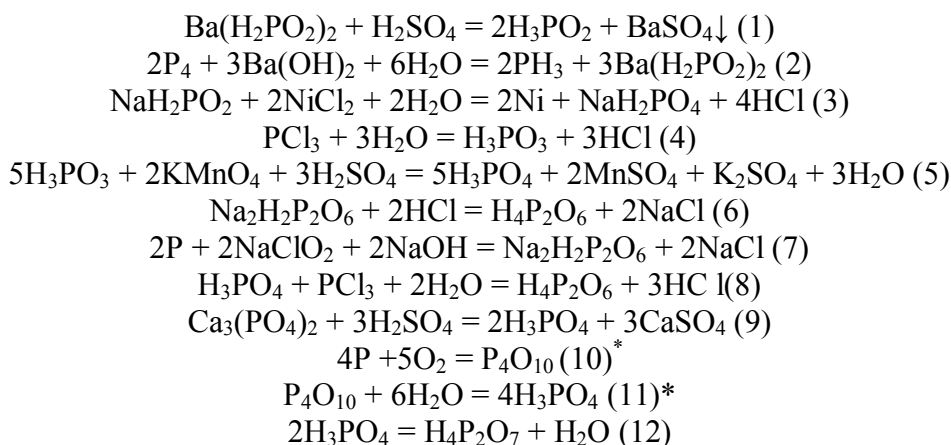 Ba(H₂PO₂)₂ + H₂SO₄ = 2H₃PO₂ + BaSO₄↓ (1)
2P₄ + 3Ba(OH)₂ + 6H₂O = 2PH₃ + 3Ba(H₂PO₂)₂ (2)
NaH₂PO₂ + 2NiCl₂ + 2H₂O = 2Ni + NaH₂PO₄ + 4HCl (3)
PCl₃ + 3H₂O = H₃PO₃ + 3HCl (4)
5H₃PO₃ + 2KMnO₄ + 3H₂SO₄ = 5H₃PO₄ + 2MnSO₄ + K₂SO₄ + 3H₂O (5)
Na₂H₂P₂O₆ + 2HCl = H₄P₂O₆ + 2NaCl (6)
2P + 2NaClO₂ + 2NaOH = Na₂H₂P₂O₆ + 2NaCl (7)
H₃PO₄ + PCl₃ + 2H₂O = H₄P₂O₆ + 3HC l(8)
Ca₃(PO₄)₂ + 3H₂SO₄ = 2H₃PO₄ + 3CaSO₄ (9)
4P +5O₂ = P₄O₁₀ (10)*
P₄O₁₀ + 6H₂O = 4H₃PO₄ (11)*
2H₃PO₄ = H₄P₂O₇ + H₂O (12)